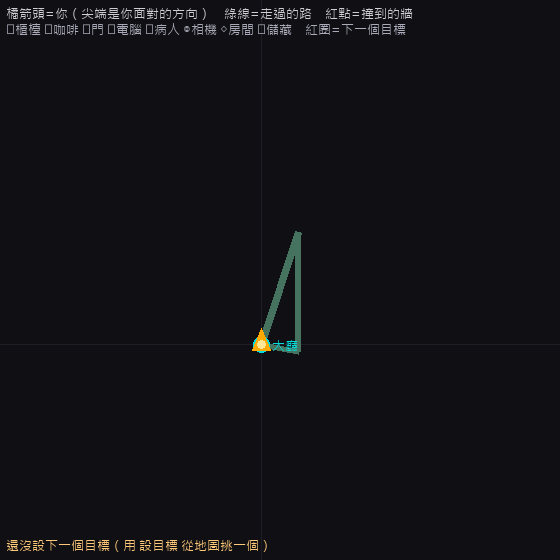 橘箭頭=你（尖端是你面對的方向） 綠線=走過的路 紅點=撞到的牆
▯櫃檯 ▯咖啡 ▯門 ▯電腦 ▯病人 ◉相機 ◇房間 ▯儲藏 紅圈=下一個目標
大廳
還沒設下一個目標（用 設目標 從地圖挑一個）